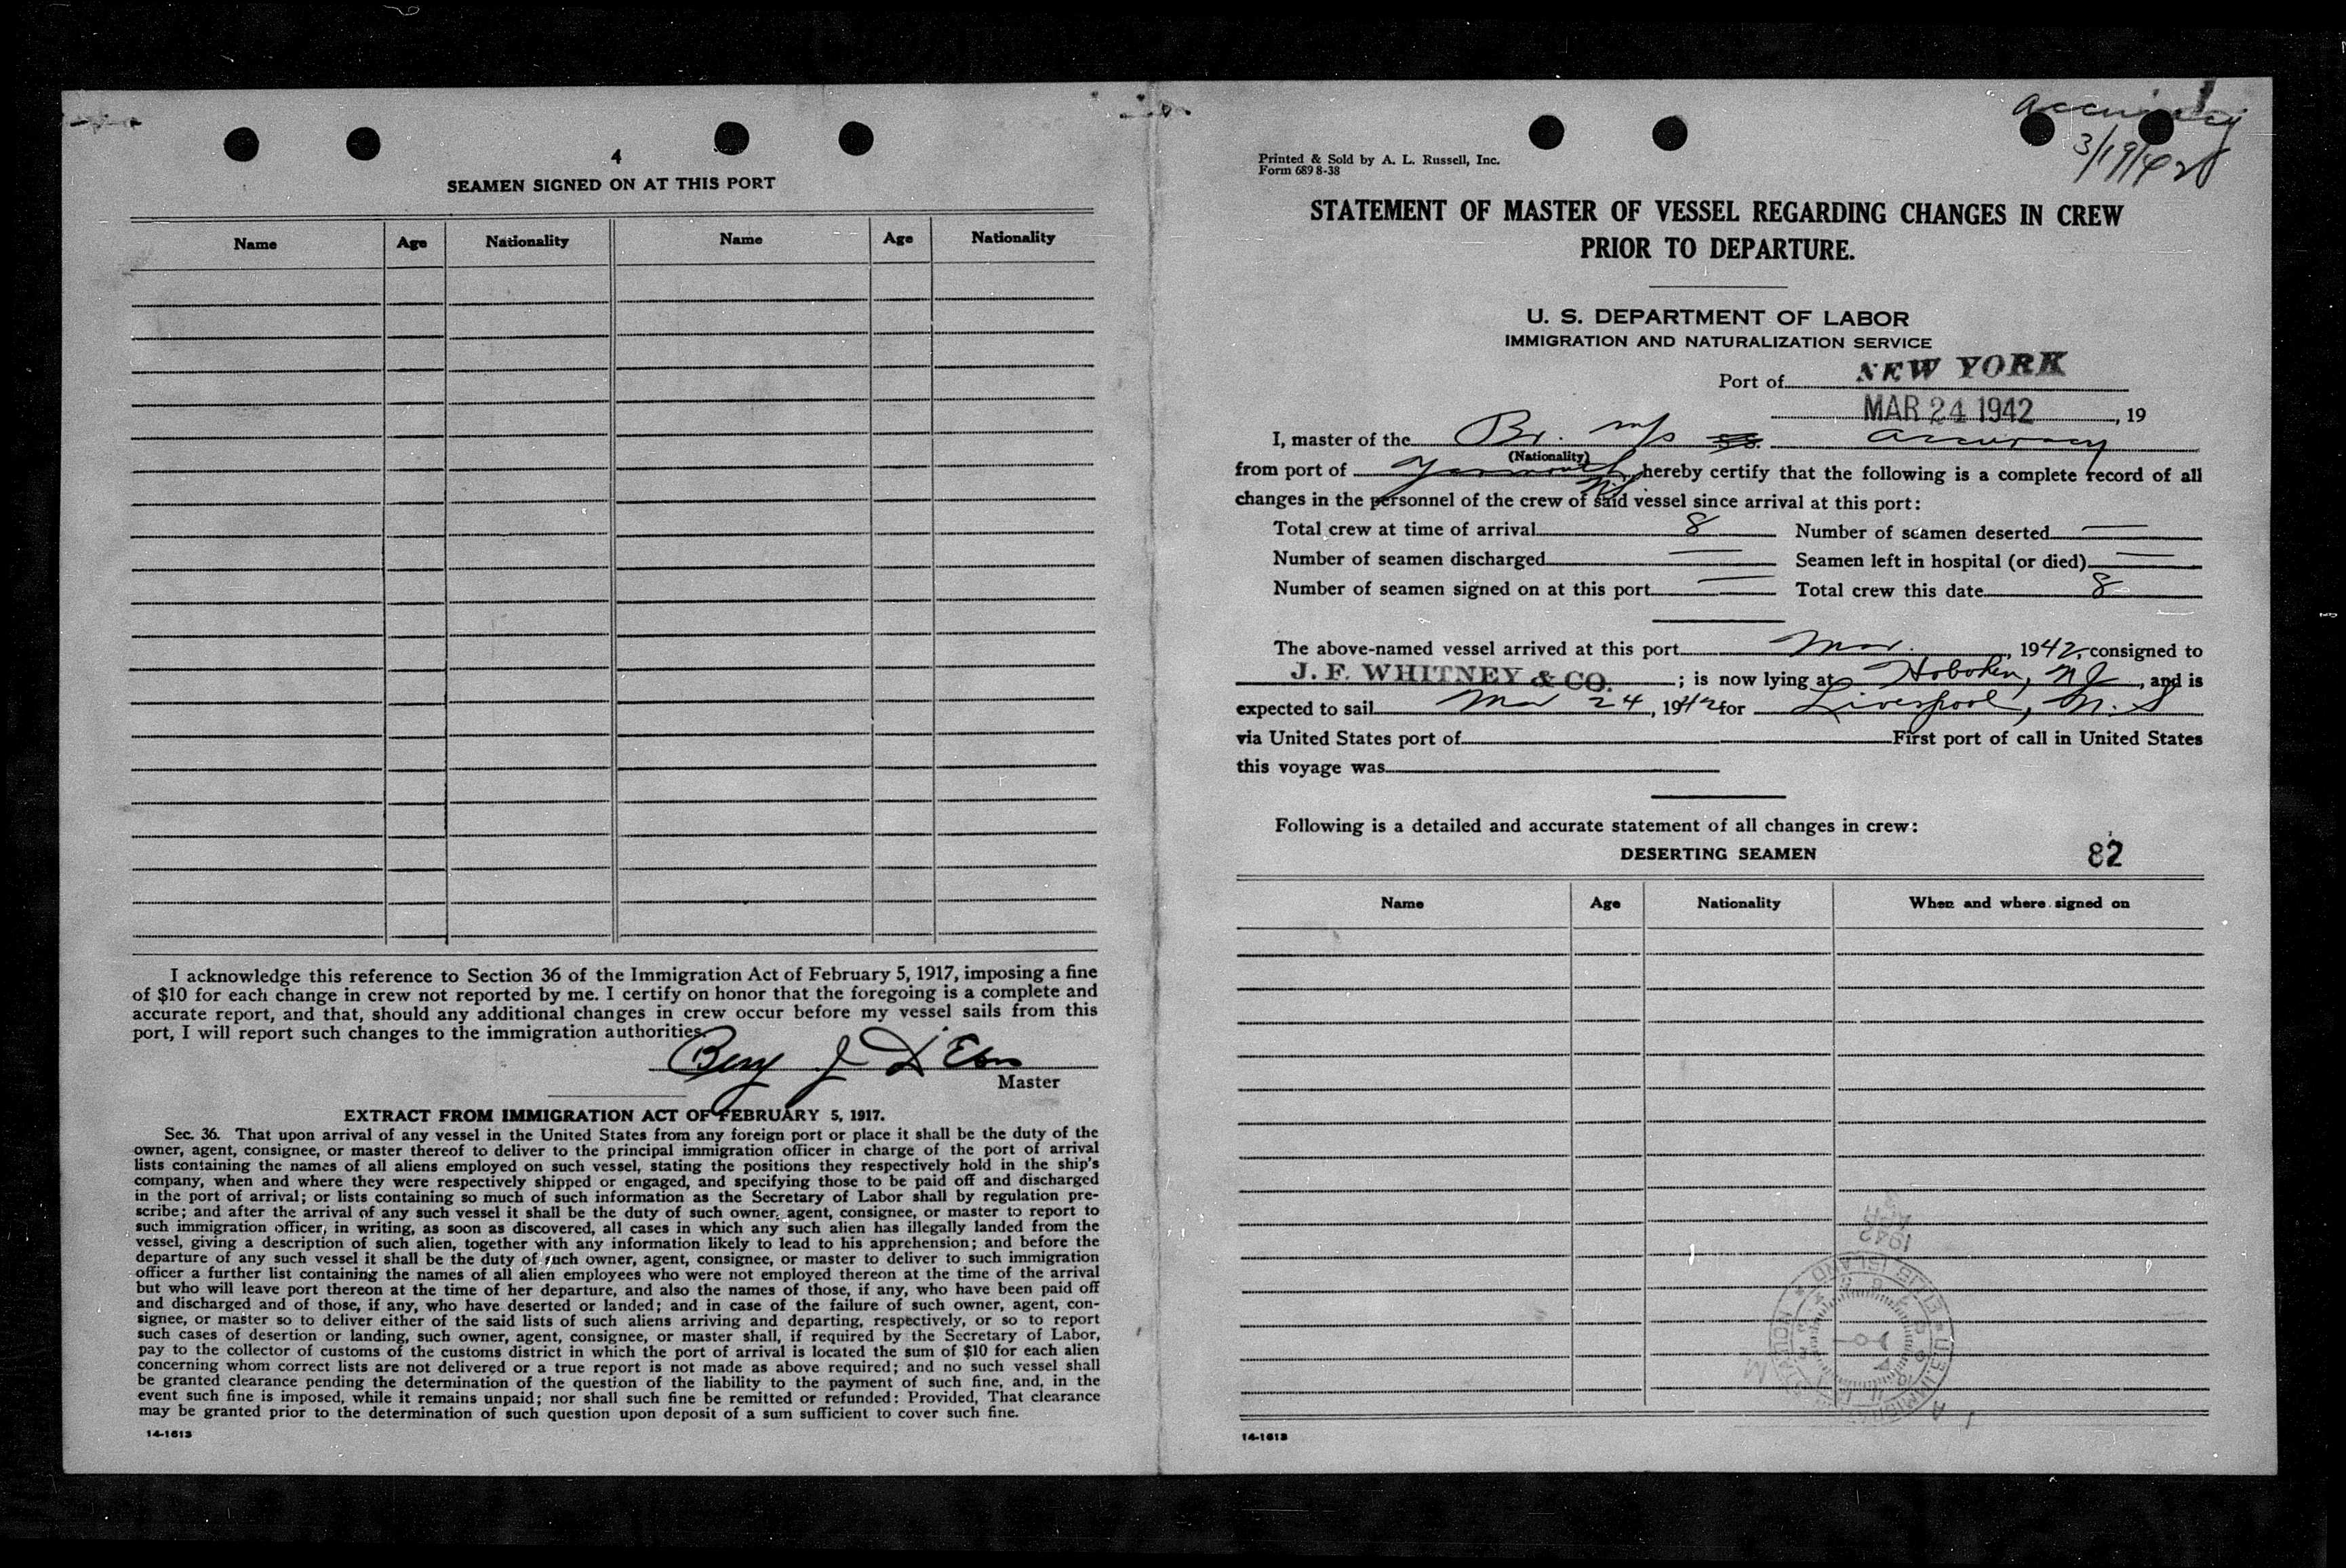 4
SEAMEN SIGNED ON AT THIS PORT
Name Age Nationality Name Age Nationality
I acknowledge this reference to Section 36 of the Immigration Act of February 5, 1917, imposing a fine
of $10 for each change in crew not reported by me. I certify on honor that the foregoing is a complete and
accurate report, and that, should any additional changes in crew occur before my vessel sails from this
port, I will report such changes to the immigration authorities.
J
Master
EXTRACT FROM IMMIGRATION ACT OF FEBRUARY 5, 1917.
Sec. 36. That upon arrival of any vessel in the United States from any foreign port or place it shall be the duty of the
owner, agent, consignee, or master thereof to deliver to the principal immigration officer in charge of the port of arrival
lists containing the names of all aliens employed on such vessel, stating the positions they respectively hold in the ship's
company, when and where they were respectively shipped or engaged, and specifying those to be paid off and discharged
in the port of arrival; or lists containing so much of such information as the Secretary of Labor shall by regulation pre-
scribe; and after the arrival of any such vessel it shall be the duty of such owner, agent, consignee, or master to report to
such immigration officer, in writing, as soon as discovered, all cases in which any such alien has illegally landed from the
vessel, giving a description of such alien, together with any information likely to lead to his apprehension; and before the
departure of any such vessel it shall be the duty of such owner, agent, consignee, or master to deliver to such immigration
officer a further list containing the names of all alien employees who were not employed thereon at the time of the arrival
but who will leave port thereon at the time of her departure, and also the names of those, if any, who have been paid off
and discharged and of those, if any, who have deserted or landed; and in case of the failure of such owner, agent, con-
signee, or master so to deliver either of the said lists of such aliens arriving and departing, respectively, or so to report
such cases of desertion or landing, such owner, agent, consignee, or master shall, if required by the Secretary of Labor,
pay to the collector of customs of the customs district in which the port of arrival is located the sum of $10 for each alien
concerning whom correct lists are not delivered or a true report is not made as above required; and no such vessel shall
be granted clearance pending the determination of the question of the liability to the payment of such fine, and, in the
event such fine is imposed, while it remains unpaid; nor shall such fine be remitted or refunded: Provided, That clearance
may be granted prior to the determination of such question upon deposit of a sum sufficient to cover such fine.
14-1613
Accuracy
3/19/42
Printed & Sold by A. L. Russell, Inc.
Form 689 8-38
STATEMENT OF MASTER OF VESSEL REGARDING CHANGES IN CREW
PRIOR TO DEPARTURE.
U. S. DEPARTMENT OF LABOR
IMMIGRATION AND NATURALIZATION SERVICE
Port of NEW YORK
MAR 24 1942, 19
I, master of the Br. m/s S.S. Accuracy
(Nationality)
from port of Yarmouth, NS hereby certify that the following is a complete record of all
changes in the personnel of the crew of said vessel since arrival at this port:
Total crew at time of arrival 8 Number of seamen deserted —
Number of seamen discharged — Seamen left in hospital (or died) —
Number of seamen signed on at this port — Total crew this date 8
The above-named vessel arrived at this port Mar. , 1942, consigned to
J. F. WHITNEY & CO. ; is now lying at Hoboken, NJ, and is
expected to sail Mar 24, 1942 for Liverpool, N.S
via United States port of First port of call in United States
this voyage was
Following is a detailed and accurate statement of all changes in crew:
DESERTING SEAMEN 82
Name Age Nationality When and where signed on
1942
14-1613